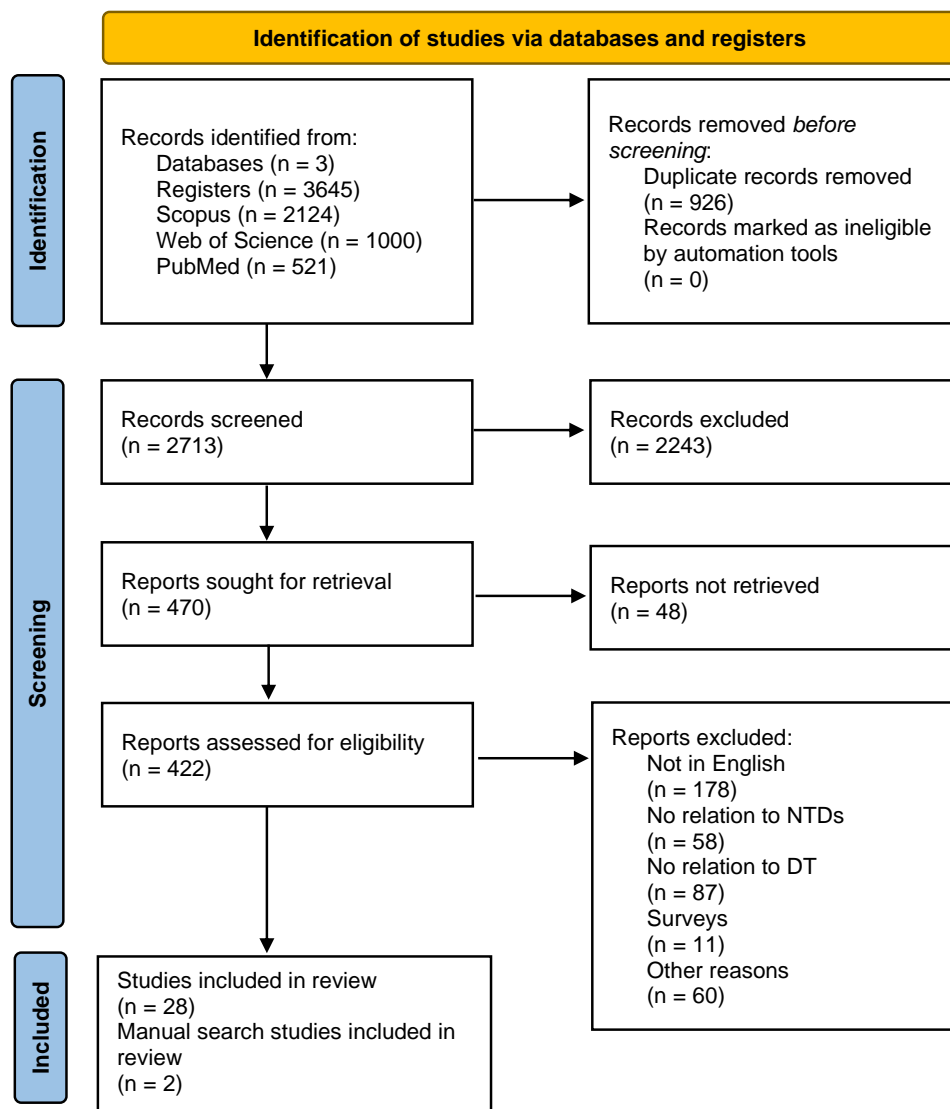 Identification of studies via databases and registers
Identification
Records identified from:
Databases (n = 3)
Registers (n = 3645)
Scopus (n = 2124)
Web of Science (n = 1000)
PubMed (n = 521)
Records removed before
screening:
Duplicate records removed
(n = 926)
Records marked as ineligible
by automation tools
(n = 0)
Screening
Records screened
(n = 2713)
Records excluded
(n = 2243)
Reports sought for retrieval
(n = 470)
Reports not retrieved
(n = 48)
Reports assessed for eligibility
(n = 422)
Reports excluded:
Not in English
(n = 178)
No relation to NTDs
(n = 58)
No relation to DT
(n = 87)
Surveys
(n = 11)
Other reasons
(n = 60)
Included
Studies included in review
(n = 28)
Manual search studies included in
review
(n = 2)